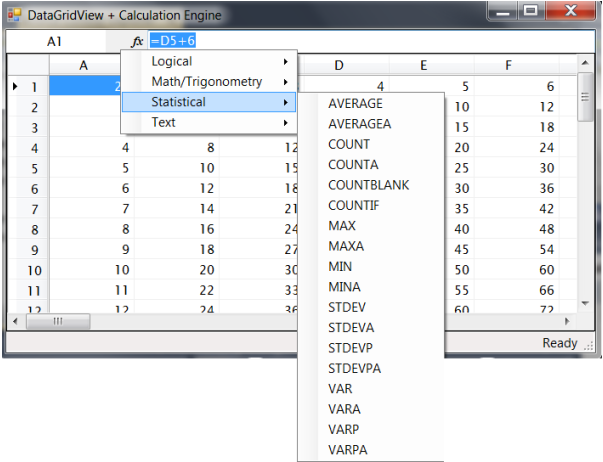 DataGridView + Calculation Engine
A1 fx =D5+6
Logical
Math/Trigonometry
Statistical
Text
A D E F
1 2 4 5 6
2 10 12
3 15 18
4 4 8 12 20 24
5 5 10 15 25 30
6 6 12 18 30 36
7 7 14 21 35 42
8 8 16 24 40 48
9 9 18 27 45 54
10 10 20 30 50 60
11 11 22 33 55 66
12 12 24 36 60 72
AVERAGE
AVERAGEA
COUNT
COUNTA
COUNTBLANK
COUNTIF
MAX
MAXA
MIN
MINA
STDEV
STDEVA
STDEVP
STDEVPA
VAR
VARA
VARP
VARPA
Ready